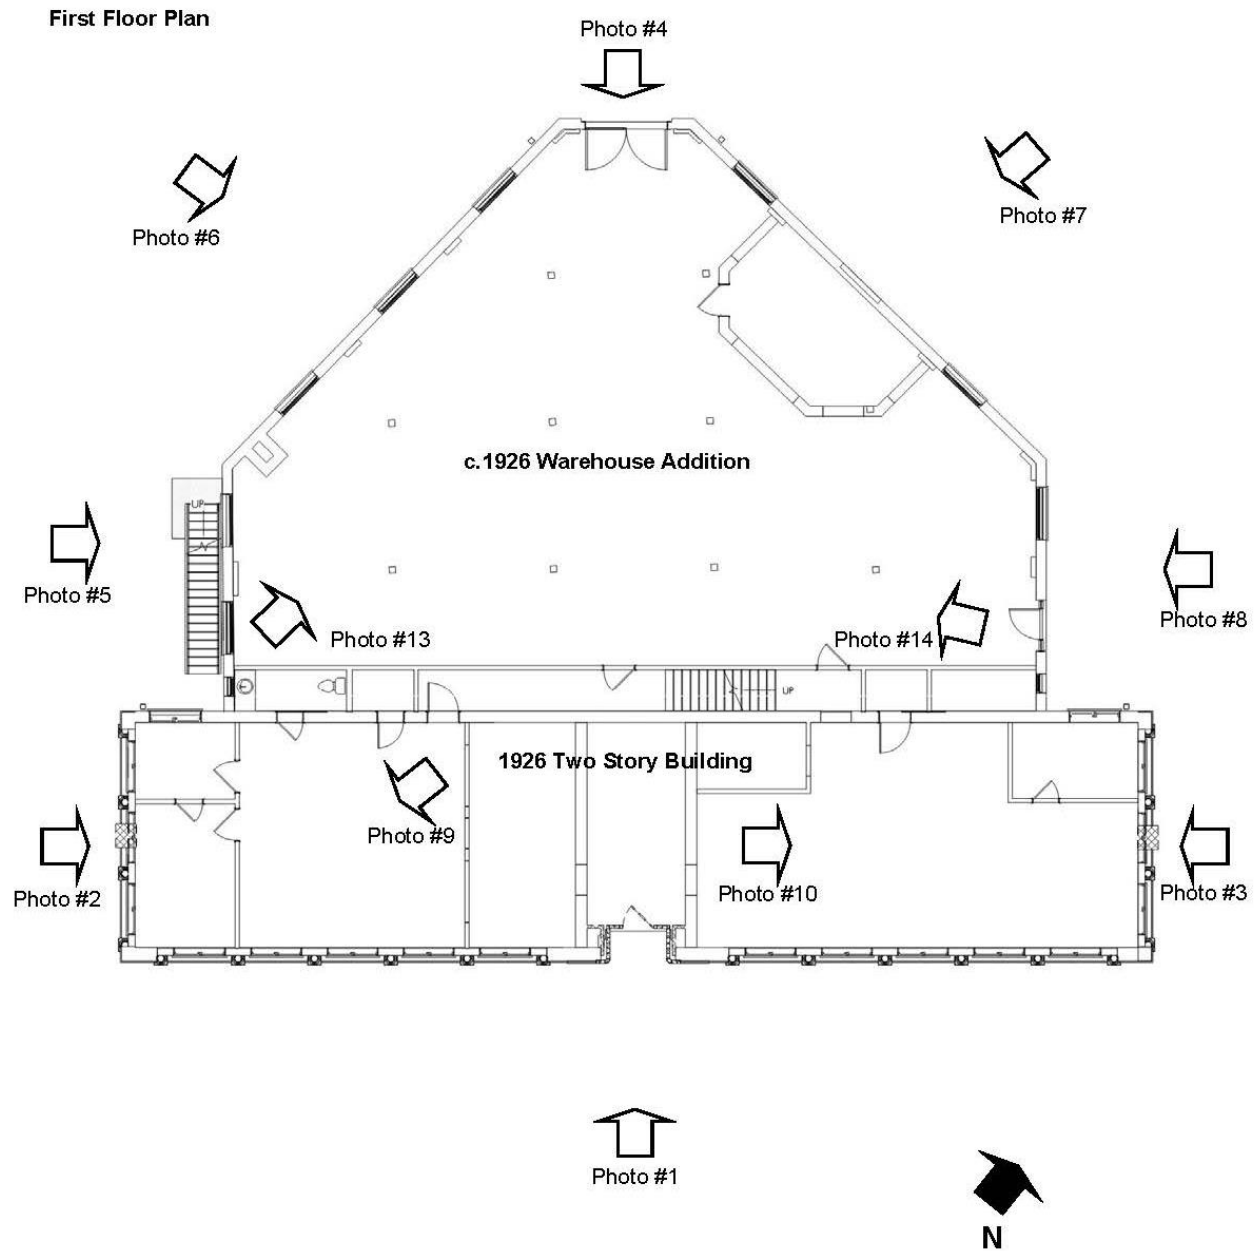 First Floor Plan
Photo #4
Photo #6
Photo #7
c.1926 Warehouse Addition
UP
Photo #5
Photo #8
Photo #13
Photo #14
UP
1926 Two Story Building
Photo #9
Photo #2
Photo #10
Photo #3
Photo #1
N